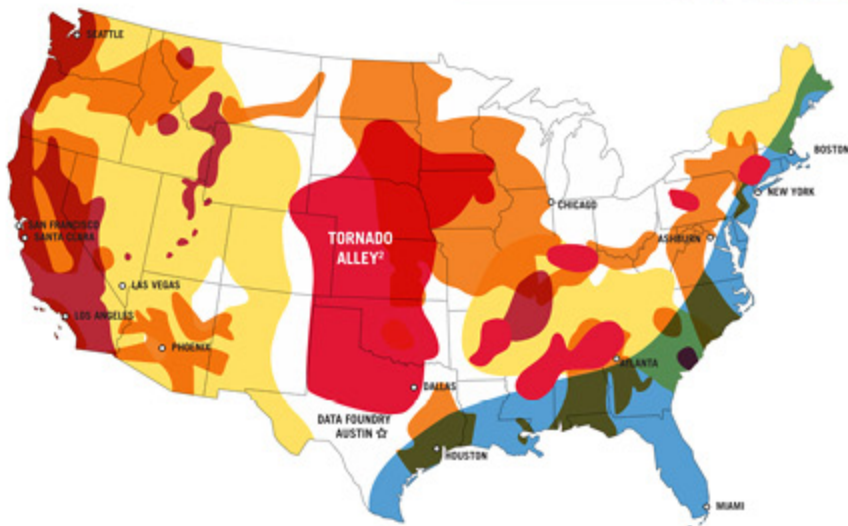 SEATTLE
BOSTON
NEW YORK
CHICAGO
SAN FRANCISCO
SANTA CLARA
ASHBURN
TORNADO
ALLEY²
LAS VEGAS
LOS ANGELES
PHOENIX
ATLANTA
DALLAS
DATA FOUNDRY
AUSTIN
HOUSTON
MIAMI